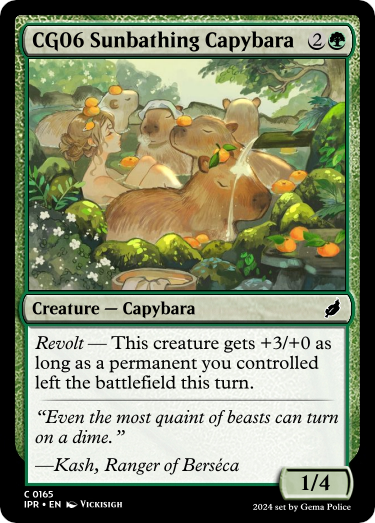 CG06 Sunbathing Capybara 2
Creature — Capybara
Revolt — This creature gets +3/+0 as
long as a permanent you controlled
left the battlefield this turn.
“Even the most quaint of beasts can turn
on a dime.”
—Kash, Ranger of Berséca
1/4
C 0165
IPR • EN VICKISIGH
2024 set by Gema Police